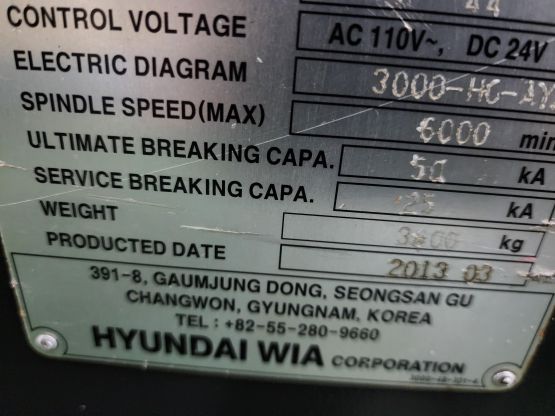 44
CONTROL VOLTAGE AC 110V~, DC 24V
ELECTRIC DIAGRAM 3000-HC-AY
SPINDLE SPEED(MAX) 6000 min
ULTIMATE BREAKING CAPA. kA
SERVICE BREAKING CAPA. 25 kA
WEIGHT kg
PRODUCTED DATE 2013 03
391-8, GAUMJUNG DONG, SEONGSAN GU
CHANGWON, GYUNGNAM, KOREA
TEL : +82-55-280-9660
HYUNDAI WIA CORPORATION